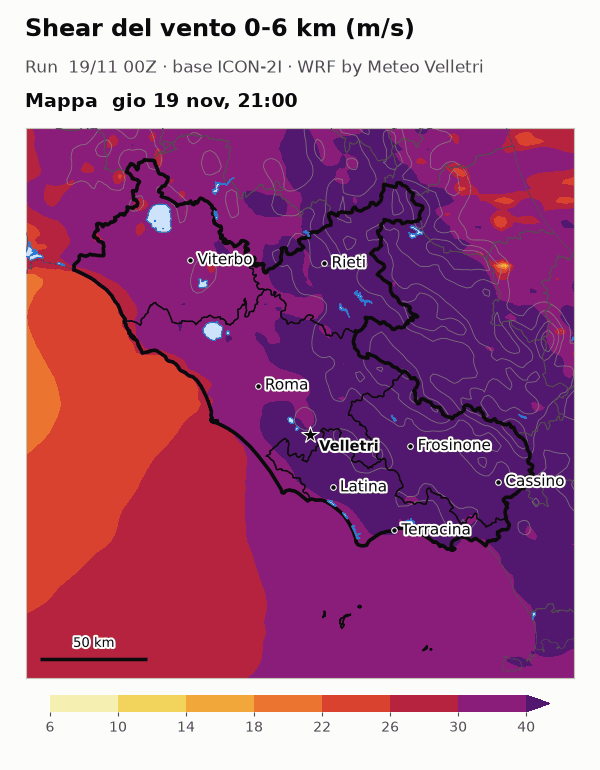 Shear del vento 0-6 km (m/s)
Run  19/11 00Z · base ICON-2I · WRF by Meteo Velletri
Mappa  gio 19 nov, 21:00
Viterbo
Rieti
Roma
Velletri
Frosinone
Latina
Cassino
Terracina
50 km
6 10 14 18 22 26 30 40